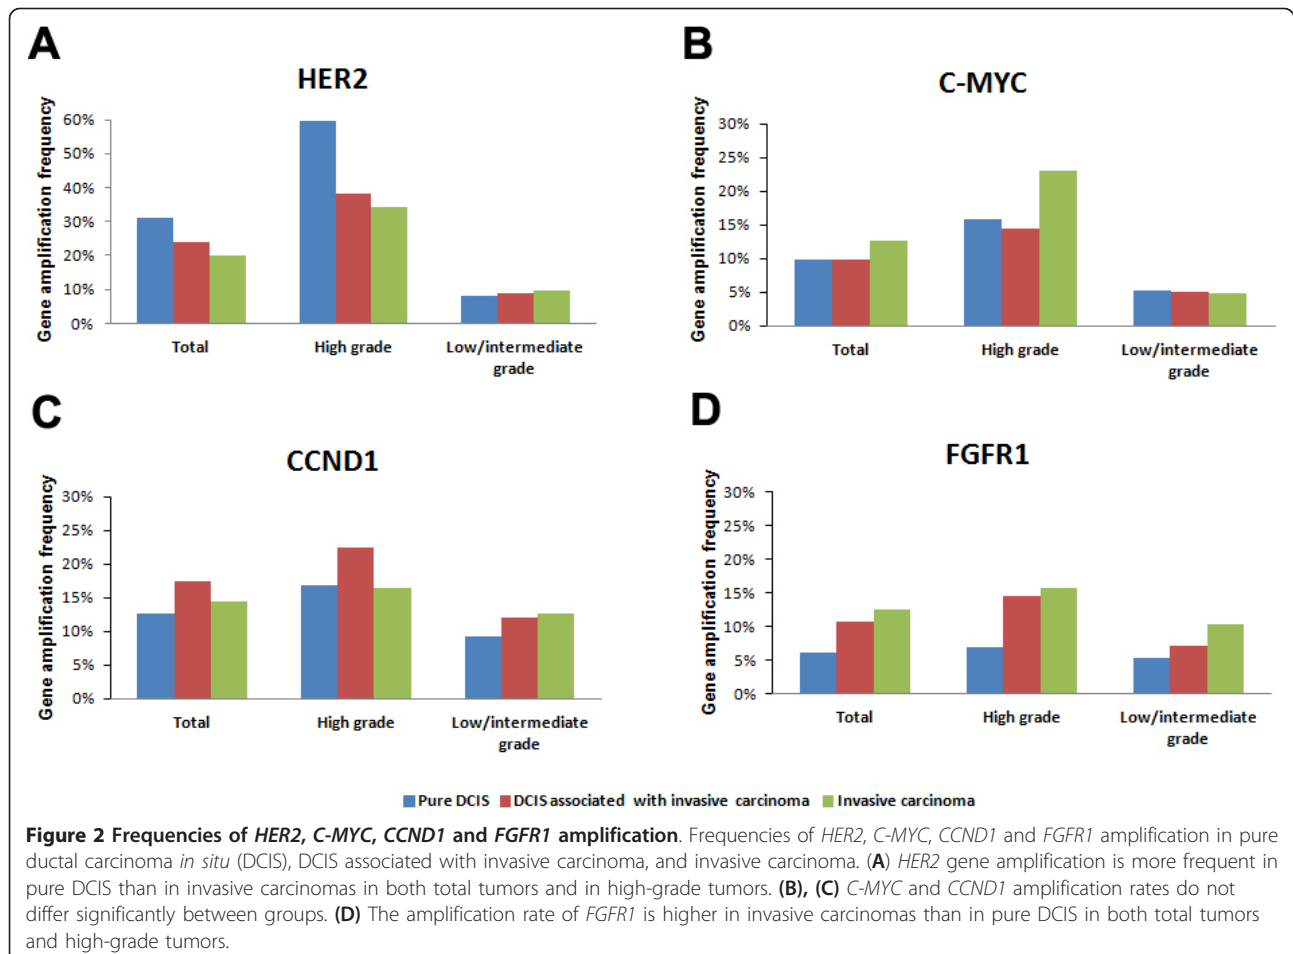 A
HER2
Gene amplification frequency
60%
50%
40%
30%
20%
10%
0%
Total
High grade
Low/intermediate
grade
B
C-MYC
Gene amplification frequency
30%
25%
20%
15%
10%
5%
0%
Total
High grade
Low/intermediate
grade
C
CCND1
Gene amplification frequency
30%
25%
20%
15%
10%
5%
0%
Total
High grade
Low/intermediate
grade
D
FGFR1
Gene amplification frequency
30%
25%
20%
15%
10%
5%
0%
Total
High grade
Low/intermediate
grade
Pure DCIS DCIS associated with invasive carcinoma Invasive carcinoma
Figure 2 Frequencies of HER2, C-MYC, CCND1 and FGFR1 amplification. Frequencies of HER2, C-MYC, CCND1 and FGFR1 amplification in pure
ductal carcinoma in situ (DCIS), DCIS associated with invasive carcinoma, and invasive carcinoma. (A) HER2 gene amplification is more frequent in
pure DCIS than in invasive carcinomas in both total tumors and in high-grade tumors. (B), (C) C-MYC and CCND1 amplification rates do not
differ significantly between groups. (D) The amplification rate of FGFR1 is higher in invasive carcinomas than in pure DCIS in both total tumors
and high-grade tumors.